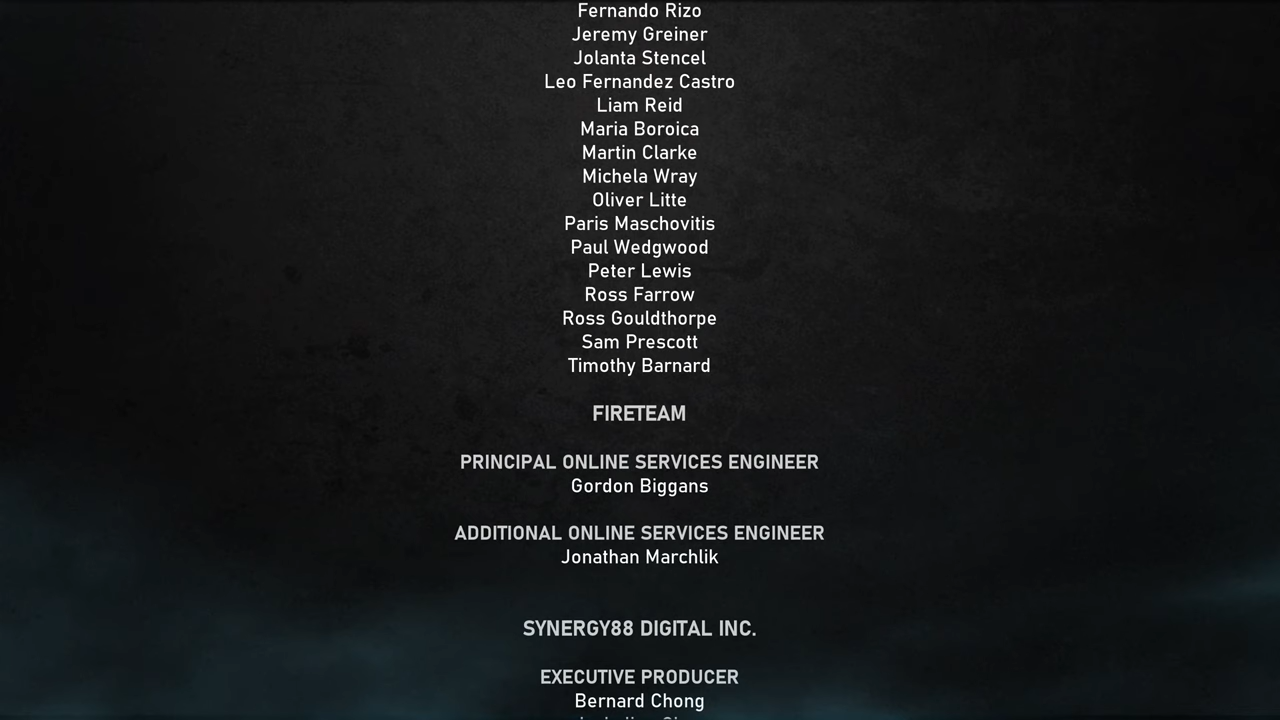 Fernando Rizo
Jeremy Greiner
Jolanta Stencel
Leo Fernandez Castro
Liam Reid
Maria Boroica
Martin Clarke
Michela Wray
Oliver Litte
Paris Maschovitis
Paul Wedgwood
Peter Lewis
Ross Farrow
Ross Gouldthorpe
Sam Prescott
Timothy Barnard
FIRETEAM
PRINCIPAL ONLINE SERVICES ENGINEER
Gordon Biggans
ADDITIONAL ONLINE SERVICES ENGINEER
Jonathan Marchlik
SYNERGY88 DIGITAL INC.
EXECUTIVE PRODUCER
Bernard Chong